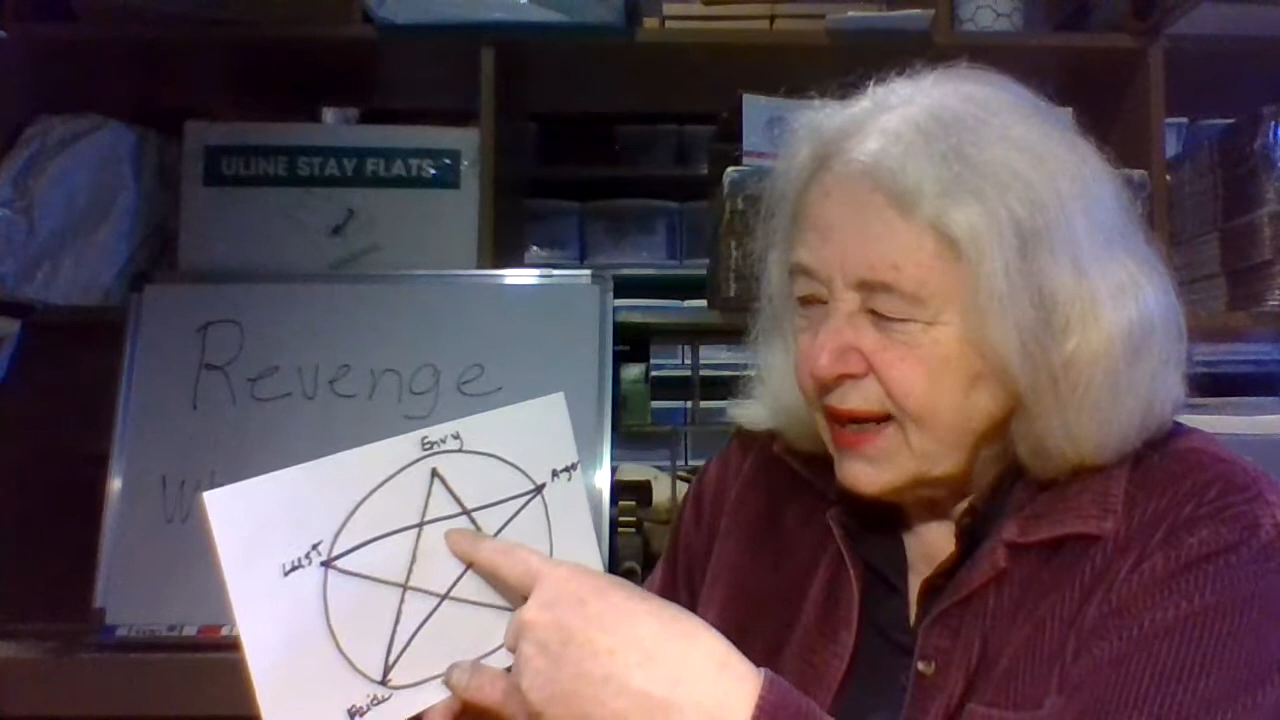 ULINE STAY FLATS
Revenge
Envy
Anger
LUST
Pride